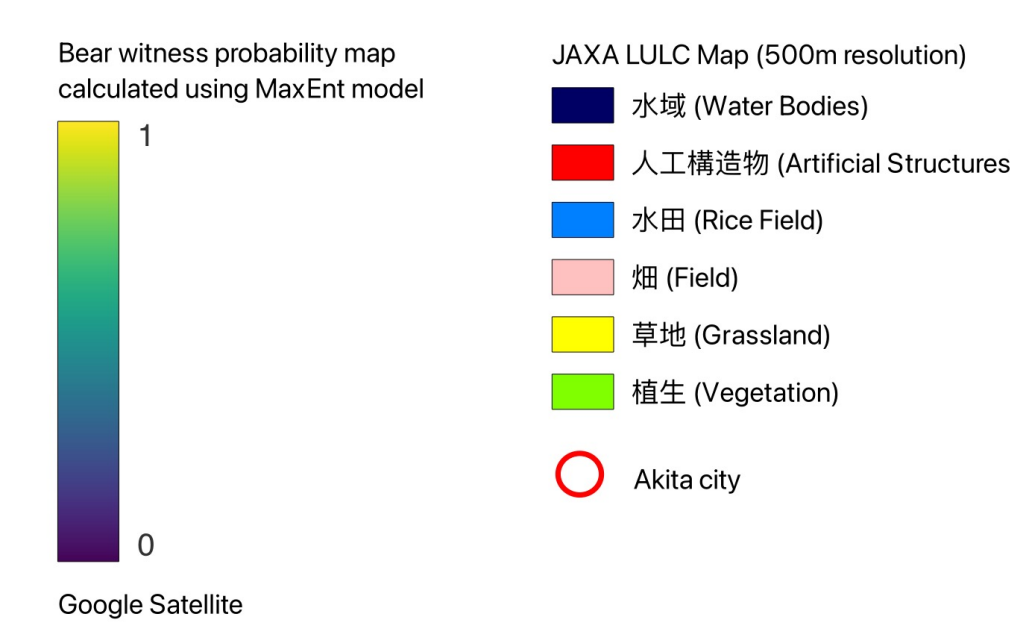 Bear witness probability map
calculated using MaxEnt model
1
0
Google Satellite
JAXA LULC Map (500m resolution)
水域 (Water Bodies)
人工構造物 (Artificial Structures
水田 (Rice Field)
畑 (Field)
草地 (Grassland)
植生 (Vegetation)
Akita city